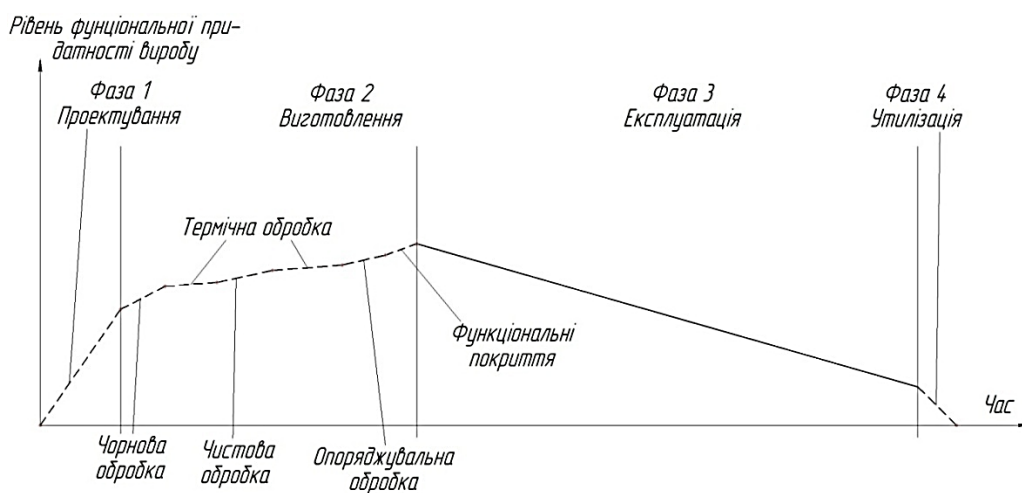 Рівень фунціональної при-
датності виробу
Фаза 1
Проектування
Фаза 2
Виготовлення
Фаза 3
Експлуатація
Фаза 4
Утилізація
Термічна обробка
Функціональні
покриття
Час
Чорнова
обробка
Чистова
обробка
Опоряджувальна
обробка